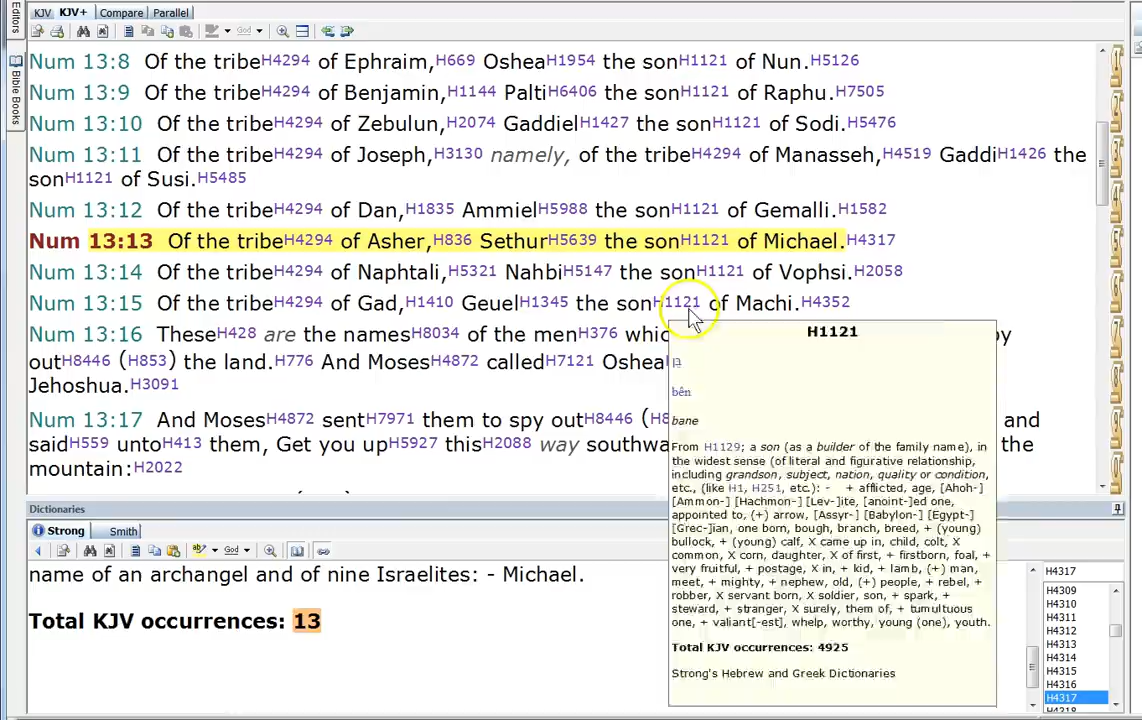 Editors
Bible Books
KJV KJV+ Compare Parallel
God
Num 13:8 Of the tribeH4294 of Ephraim,H669 OsheaH1954 the sonH1121 of Nun.H5126
Num 13:9 Of the tribeH4294 of Benjamin,H1144 PaltiH6406 the sonH1121 of Raphu.H7505
Num 13:10 Of the tribeH4294 of Zebulun,H2074 GaddielH1427 the sonH1121 of Sodi.H5476
Num 13:11 Of the tribeH4294 of Joseph,H3130 namely, of the tribeH4294 of Manasseh,H4519 GaddiH1426 the
sonH1121 of Susi.H5485
Num 13:12 Of the tribeH4294 of Dan,H1835 AmmielH5988 the sonH1121 of Gemalli.H1582
Num 13:13 Of the tribeH4294 of Asher,H836 SethurH5639 the sonH1121 of Michael.H4317
Num 13:14 Of the tribeH4294 of Naphtali,H5321 NahbiH5147 the sonH1121 of Vophsi.H2058
Num 13:15 Of the tribeH4294 of Gad,H1410 GeuelH1345 the sonH1121 of Machi.H4352
Num 13:16 TheseH428 are the namesH8034 of the menH376
outH8446 (H853) the land.H776 And MosesH4872 calledH7121 OsheaH
Jehoshua.H3091
Num 13:17 And MosesH4872 sentH7971 them to spy outH8446 ( and
saidH559 untoH413 them, Get you upH5927 thisH2088 way southwa the
mountain:H2022
H1121
בּן
bên
bane
From H1129; a son (as a builder of the family name), in
the widest sense (of literal and figurative relationship,
including grandson, subject, nation, quality or condition,
etc., (like H1, H251, etc.): - + afflicted, age, [Ahoh-]
[Ammon-] [Hachmon-] [Lev-]ite, [anoint-]ed one,
appointed to, (+) arrow, [Assyr-] [Babylon-] [Egypt-]
[Grec-]ian, one born, bough, branch, breed, + (young)
bullock, + (young) calf, X came up in, child, colt, X
common, X corn, daughter, X of first, + firstborn, foal, +
very fruitful, + postage, X in, + kid, + lamb, (+) man,
meet, + mighty, + nephew, old, (+) people, + rebel, +
robber, X servant born, X soldier, son, + spark, +
steward, + stranger, X surely, them of, + tumultuous
one, + valiant[-est], whelp, worthy, young (one), youth.
Total KJV occurrences: 4925
Strong's Hebrew and Greek Dictionaries
Dictionaries
Strong Smith
God
name of an archangel and of nine Israelites: - Michael.
Total KJV occurrences: 13
H4317
H4309
H4310
H4311
H4312
H4313
H4314
H4315
H4316
H4317
H4318